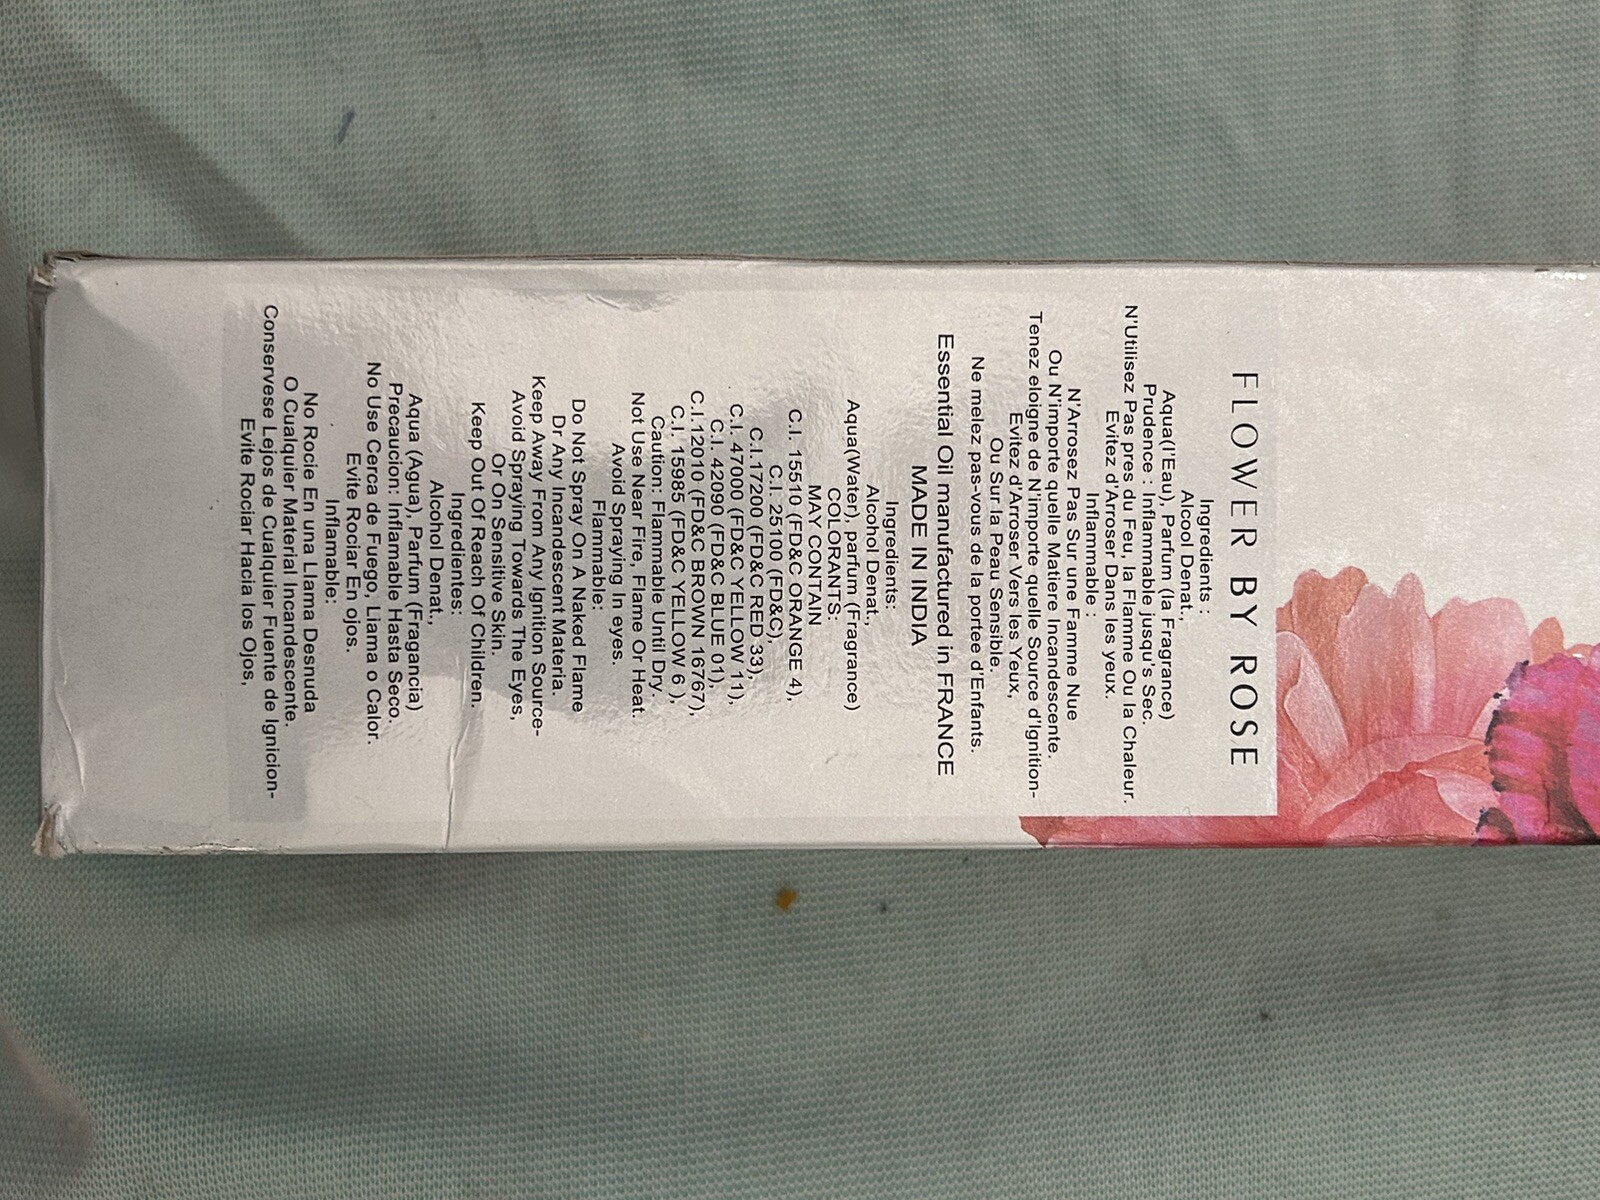 FLOWER BY ROSE
Ingredients :
Alcool Denat.,
Aqua(l'Eau), Parfum (la Fragrance)
Prudence : Inflammable jusqu's Sec.
N'Utilisez Pas pres du Feu, la Flamme Ou la Chaleur.
Evitez d'Arroser Dans les yeux.
Inflammable :
N'Arrosez Pas Sur une Famme Nue
Ou N'importe quelle Matiere Incandescente.
Tenez eloigne de N'importe quelle Source d'Ignition-
Evitez d'Arroser Vers les Yeux,
Ou Sur la Peau Sensible.
Ne melez pas-vous de la portee d'Enfants.
Essential Oil manufactured in FRANCE
MADE IN INDIA
Ingredients:
Alcohol Denat.,
Aqua(Water), parfum (Fragrance)
COLORANTS:
MAY CONTAIN
C.I. 15510 (FD&C ORANGE 4),
C.I. 25100 (FD&C),
C.I.17200 (FD&C RED 33),
C.I. 47000 (FD&C YELLOW 11),
C.I. 42090 (FD&C BLUE 01),
C.I.12010 (FD&C BROWN 16767),
C.I. 15985 (FD&C YELLOW 6 ),
Caution: Flammable Until Dry.
Not Use Near Fire, Flame Or Heat.
Avoid Spraying In eyes.
Flammable:
Do Not Spray On A Naked Flame
Dr Any Incandescent Materia.
Keep Away From Any Ignition Source-
Avoid Spraying Towards The Eyes,
Or On Sensitive Skin.
Keep Out Of Reach Of Children.
Ingredientes:
Alcohol Denat.,
Aqua (Agua), Parfum (Fragancia)
Precaucion: Inflamable Hasta Seco.
No Use Cerca de Fuego, Llama o Calor.
Evite Rociar En ojos.
Inflamable:
No Rocie En una Llama Desnuda
O Cualquier Material Incandescente.
Conservese Lejos de Cualquier Fuente de Ignicion-
Evite Rociar Hacia los Ojos,